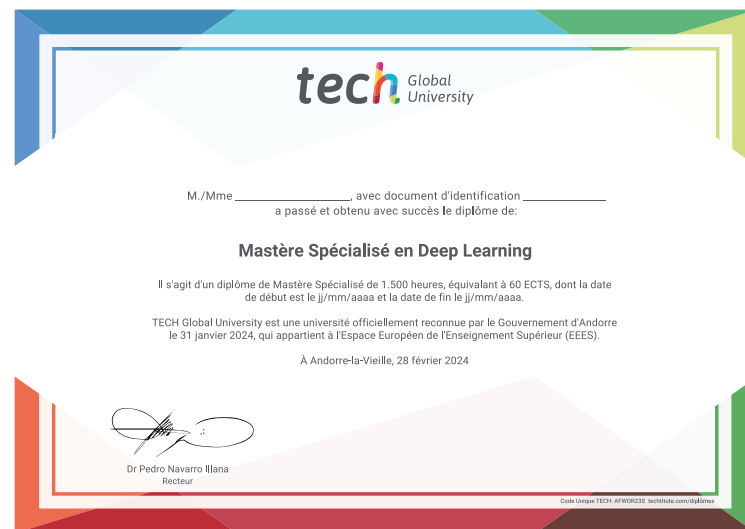 tech Global
University
M./Mme ____________________, avec document d'identification ______________
a passé et obtenu avec succès le diplôme de:
Mastère Spécialisé en Deep Learning
Il s'agit d'un diplôme de Mastère Spécialisé de 1.500 heures, équivalant à 60 ECTS, dont la date
de début est le jj/mm/aaaa et la date de fin le jj/mm/aaaa.
TECH Global University est une université officiellement reconnue par le Gouvernement d'Andorre
le 31 janvier 2024, qui appartient à l'Espace Européen de l'Enseignement Supérieur (EEES).
À Andorre-la-Vieille, 28 février 2024
Dr Pedro Navarro Illana
Recteur
Code Unique TECH: AFWOR23S techtitute.com/diplômes